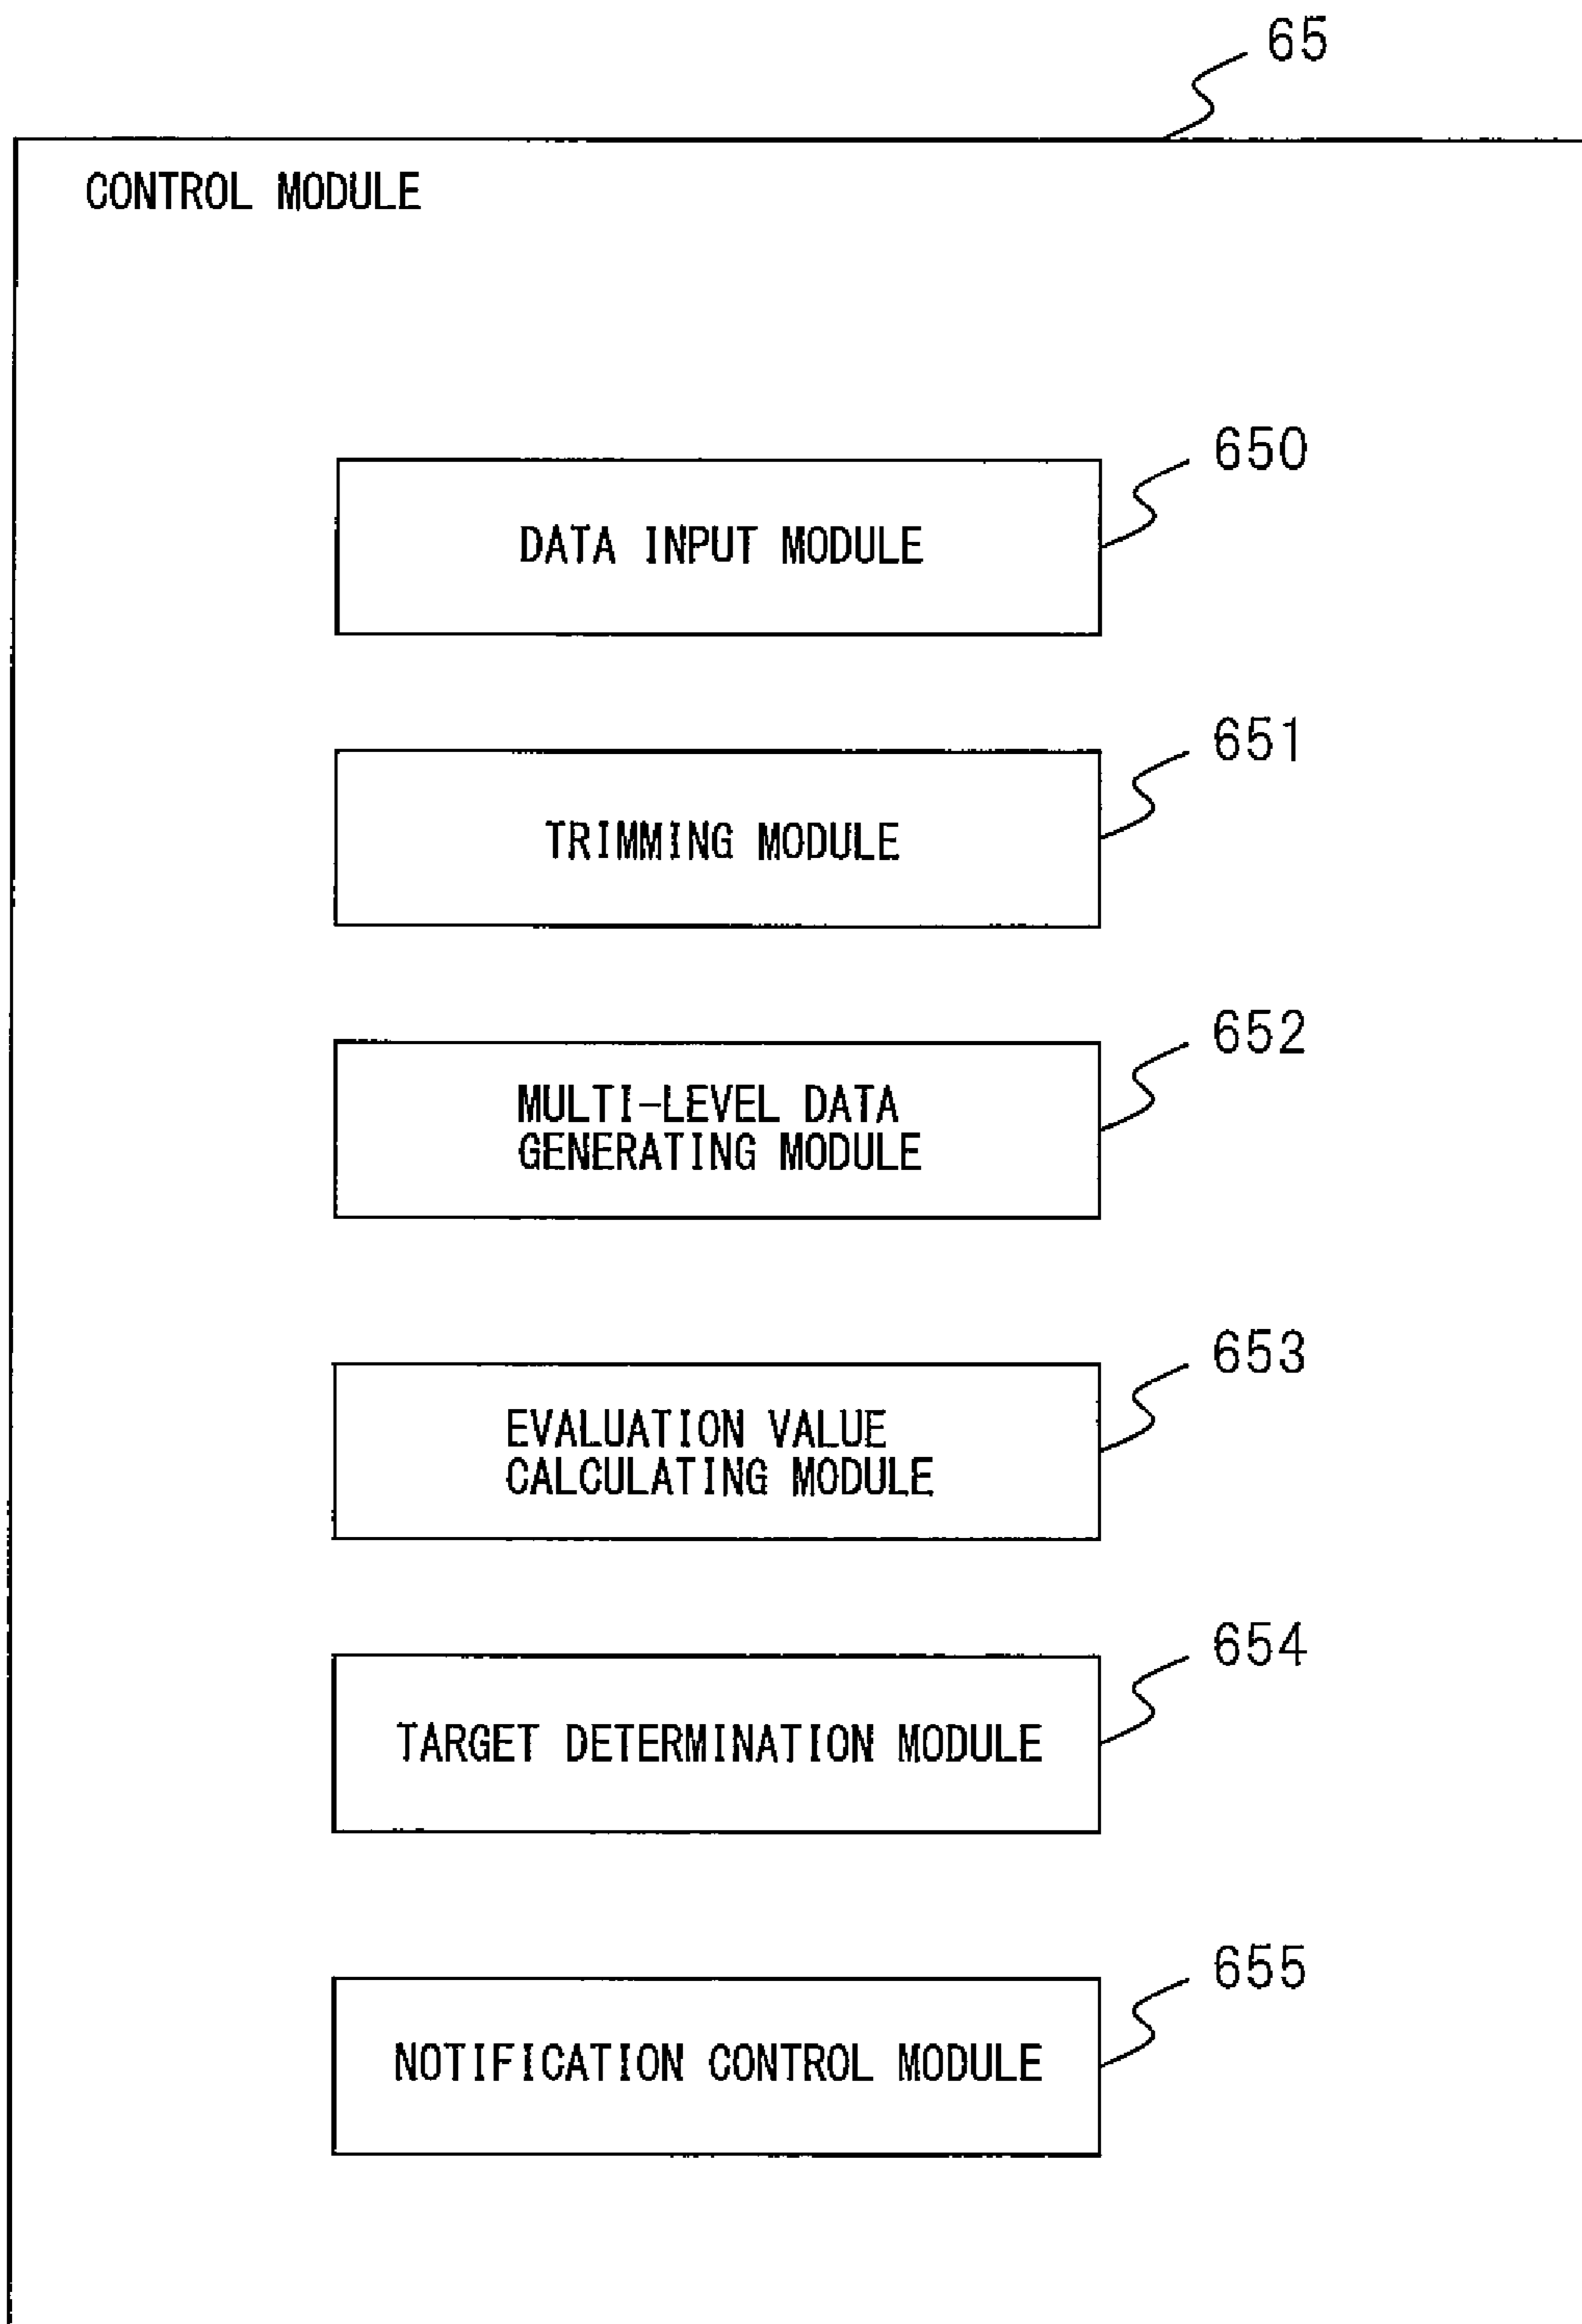 65
CONTROL MODULE
650
DATA INPUT MODULE
651
TRIMMING MODULE
652
MULTI-LEVEL DATA
GENERATING MODULE
653
EVALUATION VALUE
CALCULATING MODULE
654
TARGET DETERMINATION MODULE
655
NOTIFICATION CONTROL MODULE